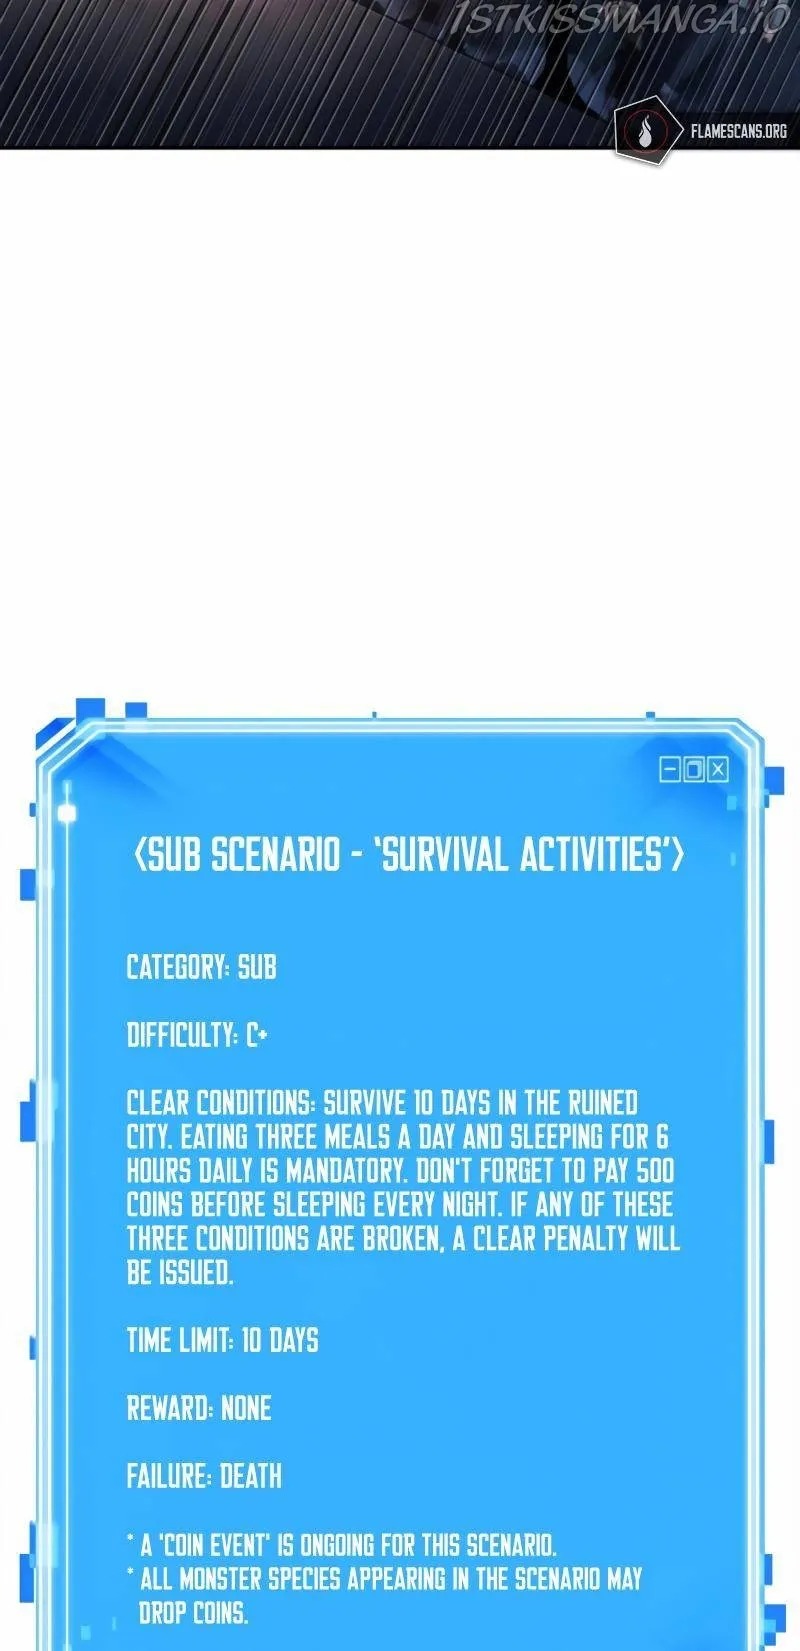 1STKISSMANGA.IO
FLAMESCANS.ORG
<SUB SCENARIO - 'SURVIVAL ACTIVITIES'>
CATEGORY: SUB
DIFFICULTY: C+
CLEAR CONDITIONS: SURVIVE 10 DAYS IN THE RUINED
CITY. EATING THREE MEALS A DAY AND SLEEPING FOR 6
HOURS DAILY IS MANDATORY. DON'T FORGET TO PAY 500
COINS BEFORE SLEEPING EVERY NIGHT. IF ANY OF THESE
THREE CONDITIONS ARE BROKEN, A CLEAR PENALTY WILL
BE ISSUED.
TIME LIMIT: 10 DAYS
REWARD: NONE
FAILURE: DEATH
* A 'COIN EVENT' IS ONGOING FOR THIS SCENARIO.
* ALL MONSTER SPECIES APPEARING IN THE SCENARIO MAY
DROP COINS.